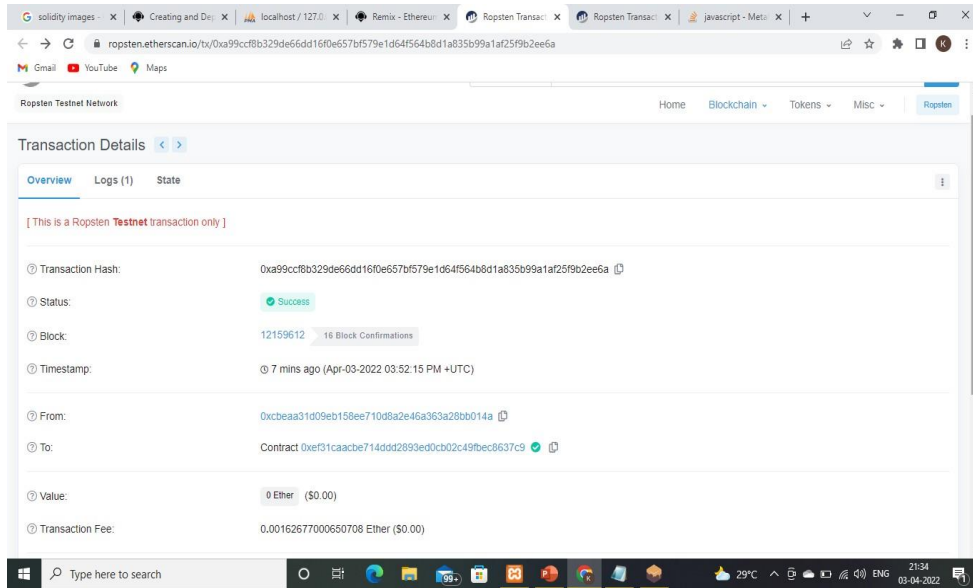 solidity images -
Creating and Dep
localhost / 127.0
Remix - Ethereum
Ropsten Transact
Ropsten Transact
javascript - Meta
ropsten.etherscan.io/tx/0xa99ccf8b329de66dd16f0e657bf579e1d64f564b8d1a835b99a1af25f9b2ee6a
K
Gmail YouTube Maps
Ropsten Testnet Network
Home Blockchain Tokens Misc Ropsten
Transaction Details < >
Overview Logs (1) State
[ This is a Ropsten Testnet transaction only ]
Transaction Hash: 0xa99ccf8b329de66dd16f0e657bf579e1d64f564b8d1a835b99a1af25f9b2ee6a
Status: Success
Block: 12159612 16 Block Confirmations
Timestamp: 7 mins ago (Apr-03-2022 03:52:15 PM +UTC)
From: 0xcbeaa31d09eb158ee710d8a2e46a363a28bb014a
To: Contract 0xef31caacbe714ddd2893ed0cb02c49fbec8637c9
Value: 0 Ether ($0.00)
Transaction Fee: 0.00162677000650708 Ether ($0.00)
Type here to search
99+
29°C ENG 21:34
03-04-2022